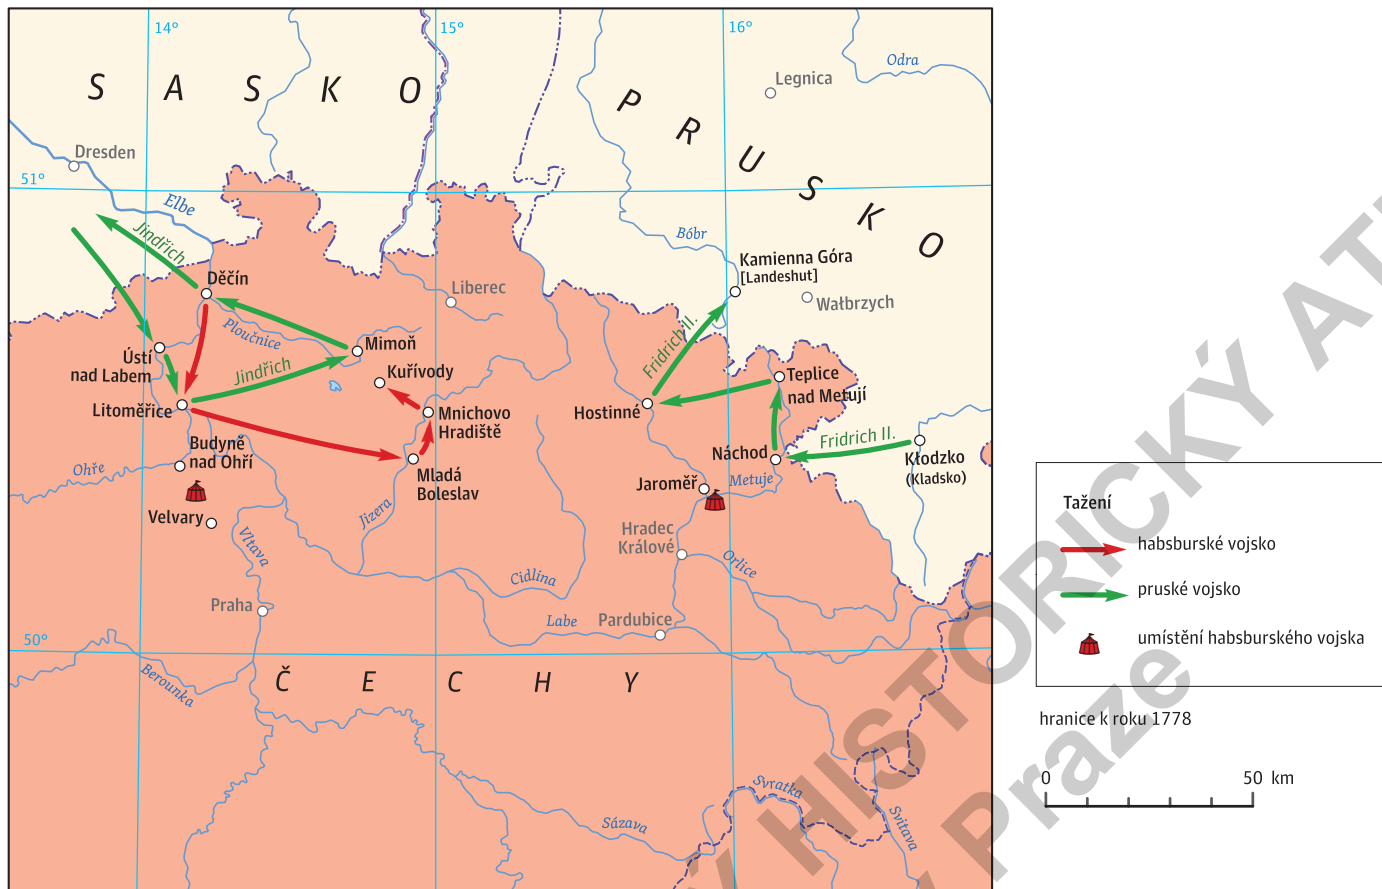 14°
15°
16°
SASKO
PRUSKO
Odra
Legnica
Dresden
51°
Elbe
Jindřich
Bóbr
Kamienna Góra
[Landeshut]
Wałbrzych
Děčín
Liberec
Ploučnice
Fridrich II.
Mimoň
Ústí
nad Labem
Jindřich
Kuřívody
Teplice
nad Metují
Litoměřice
Mnichovo
Hradiště
Hostinné
Budyně
nad Ohří
Fridrich II.
Náchod
Kłodzko
(Kladsko)
Ohře
Mladá
Boleslav
Jaroměř
Metuje
Velvary
Jizera
Hradec
Králové
Vltava
Orlice
Cidlina
Praha
Labe
Pardubice
50°
Berounka
ČECHY
Svratka
Sázava
Svitava
Tažení
habsburské vojsko
pruské vojsko
umístění habsburského vojska
hranice k roku 1778
0 50 km
HISTORICKÝ
Praze